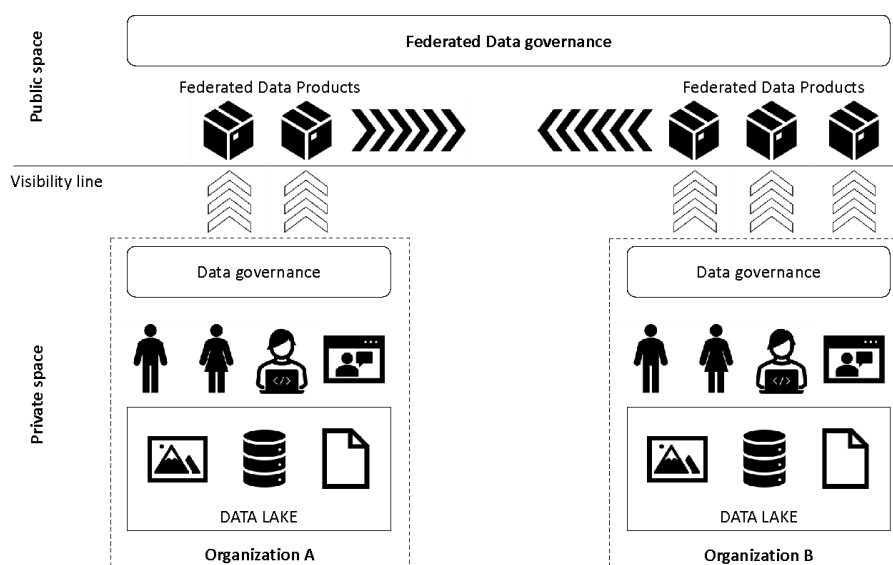 Public space
Federated Data governance
Federated Data Products
Federated Data Products
Visibility line
Private space
Data governance
Data governance
</>
</>
DATA LAKE
DATA LAKE
Organization A
Organization B